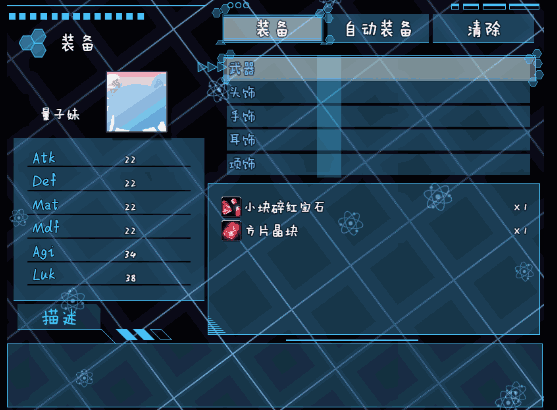 装备
装备 自动装备 清除
量子妹
武器
头饰
手饰
耳饰
项饰
Atk 22
Def 22
Mat 22
Mdf 22
Agi 34
Luk 38
小块碎红宝石 x 1
方片晶块 x 1
描述